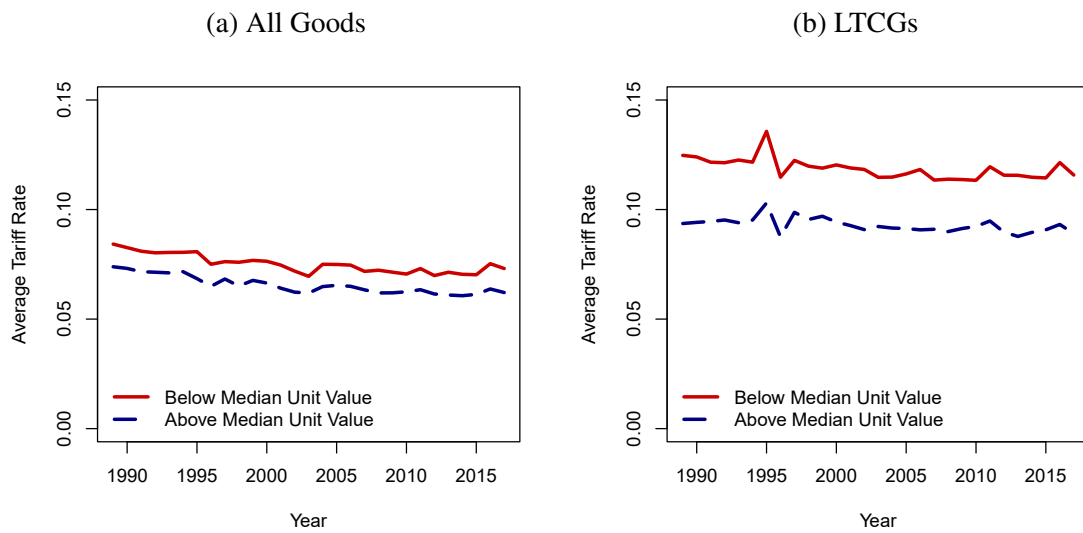 (a) All Goods
Average Tariff Rate
0.15
0.10
0.05
0.00
Below Median Unit Value
Above Median Unit Value
1990 1995 2000 2005 2010 2015
Year
(b) LTCGs
Average Tariff Rate
0.15
0.10
0.05
0.00
Below Median Unit Value
Above Median Unit Value
1990 1995 2000 2005 2010 2015
Year